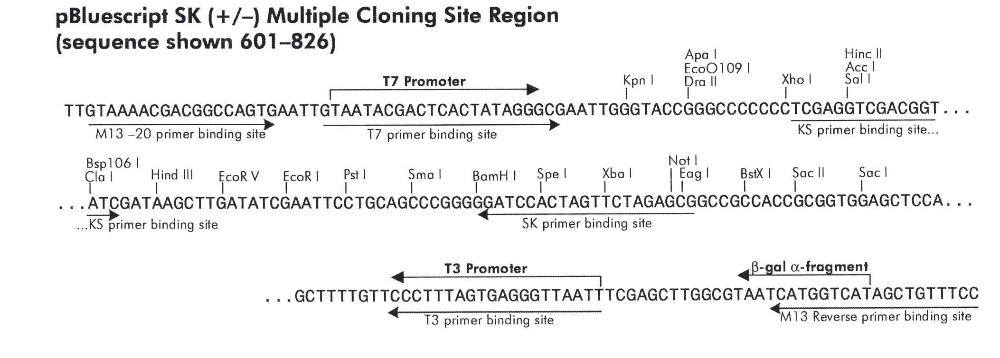 pBluescript SK (+/–) Multiple Cloning Site Region
(sequence shown 601–826)
Apa I
Hinc II
EcoO109 I
Acc I
T7 Promoter
Kpn I
Dra II
Xho I
Sal I
TTGTAAAACGACGGCCAGTGAATTGTAATACGACTCACTATAGGGCGAATTGGGTACCGGGCCCCCCCTCGAGGTCGACGGT...
M13 –20 primer binding site
T7 primer binding site
KS primer binding site...
Bsp106 I
Not I
Cla I
Hind III
EcoR V
EcoR I
Pst I
Sma I
BamH I
Spe I
Xba I
Eag I
BstX I
Sac II
Sac I
...ATCGATAAGCTTGATATCGAATTCCTGCAGCCCGGGGGATCCACTAGTTCTAGAGCGGCCGCCACCGCGGTGGAGCTCCA...
...KS primer binding site
SK primer binding site
T3 Promoter
β-gal α-fragment
...GCTTTTGTTCCCTTTAGTGAGGGTTAATTTCGAGCTTGGCGTAATCATGGTCATAGCTGTTTCC
T3 primer binding site
M13 Reverse primer binding site